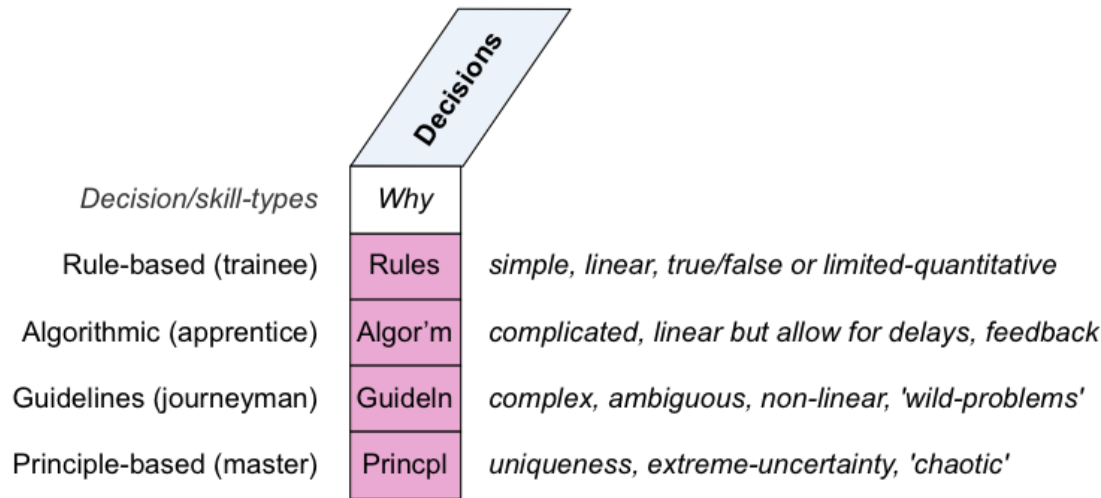 Decisions
Decision/skill-types Why
Rule-based (trainee) Rules simple, linear, true/false or limited-quantitative
Algorithmic (apprentice) Algor’m complicated, linear but allow for delays, feedback
Guidelines (journeyman) Guideln complex, ambiguous, non-linear, 'wild-problems'
Principle-based (master) Princpl uniqueness, extreme-uncertainty, 'chaotic'